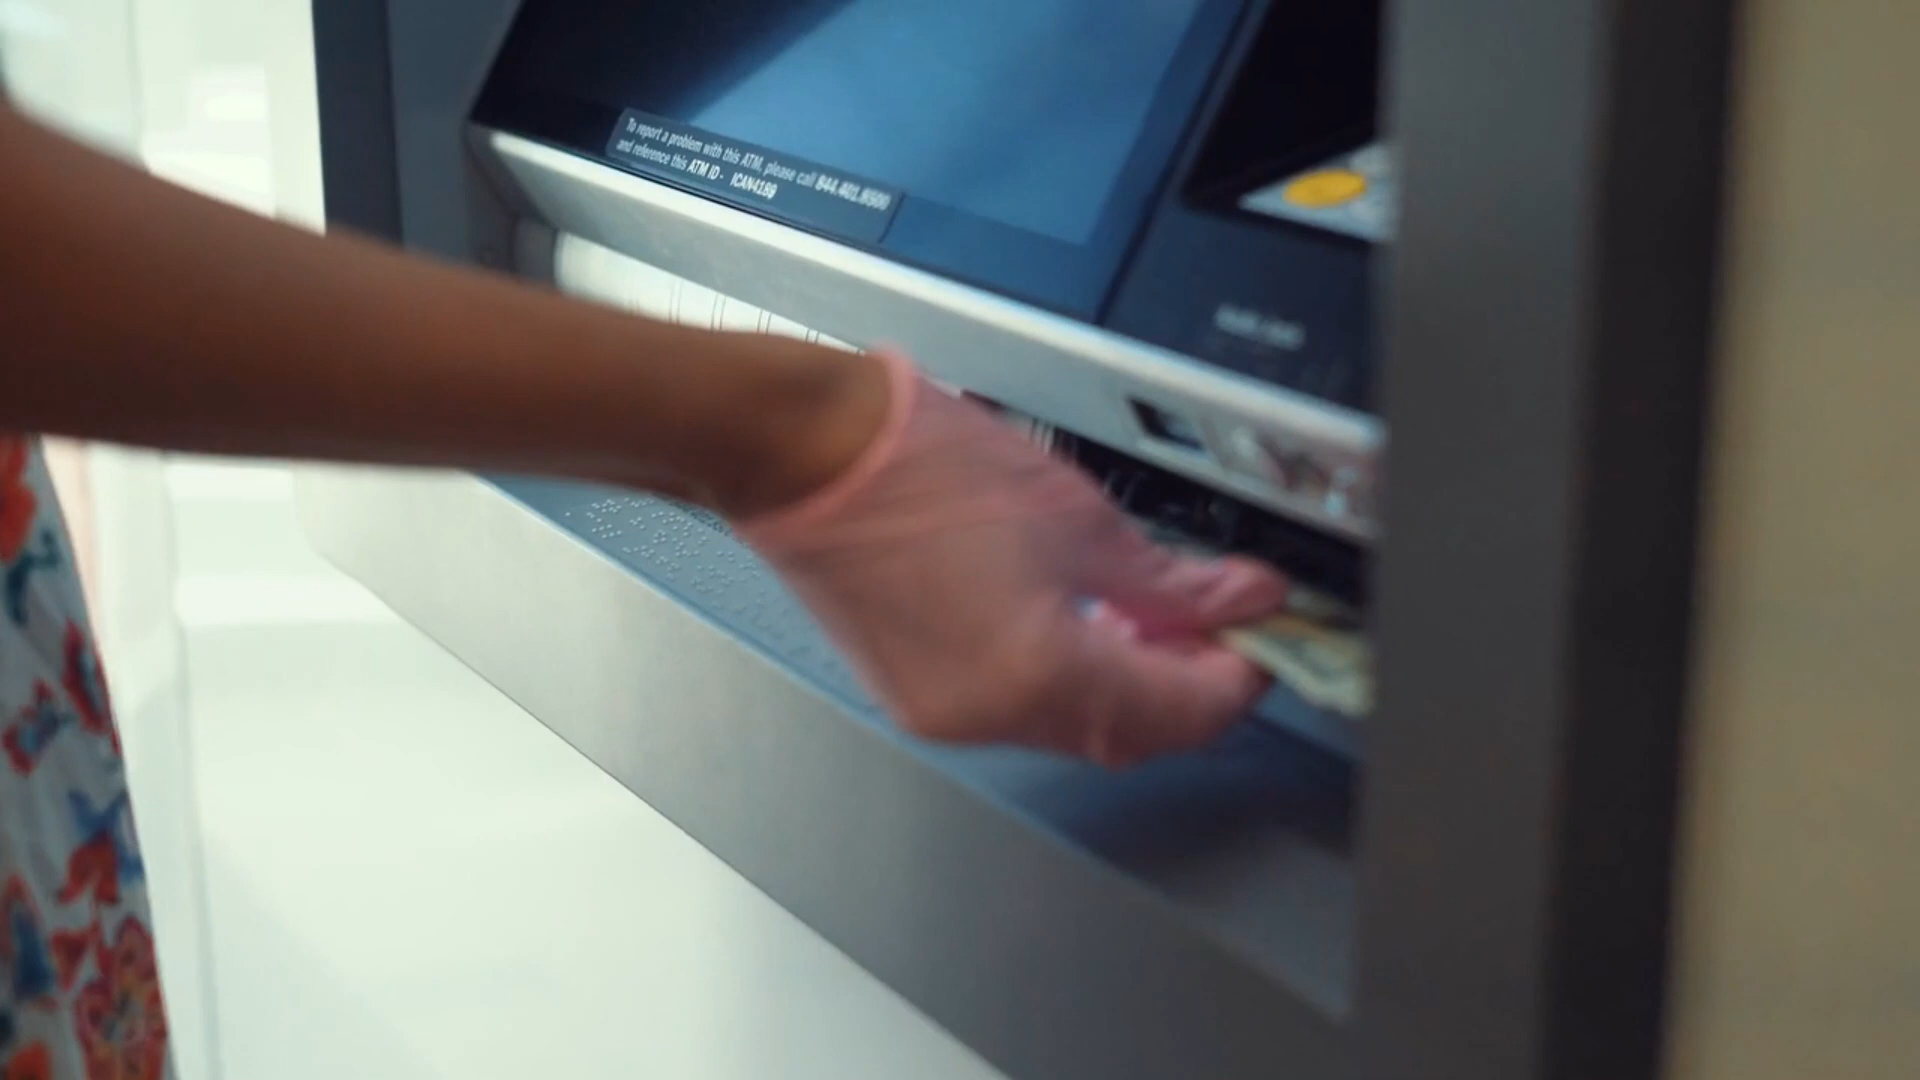 To report a problem with this ATM, please call 844.401.8500
and reference this ATM ID - ICAN4189